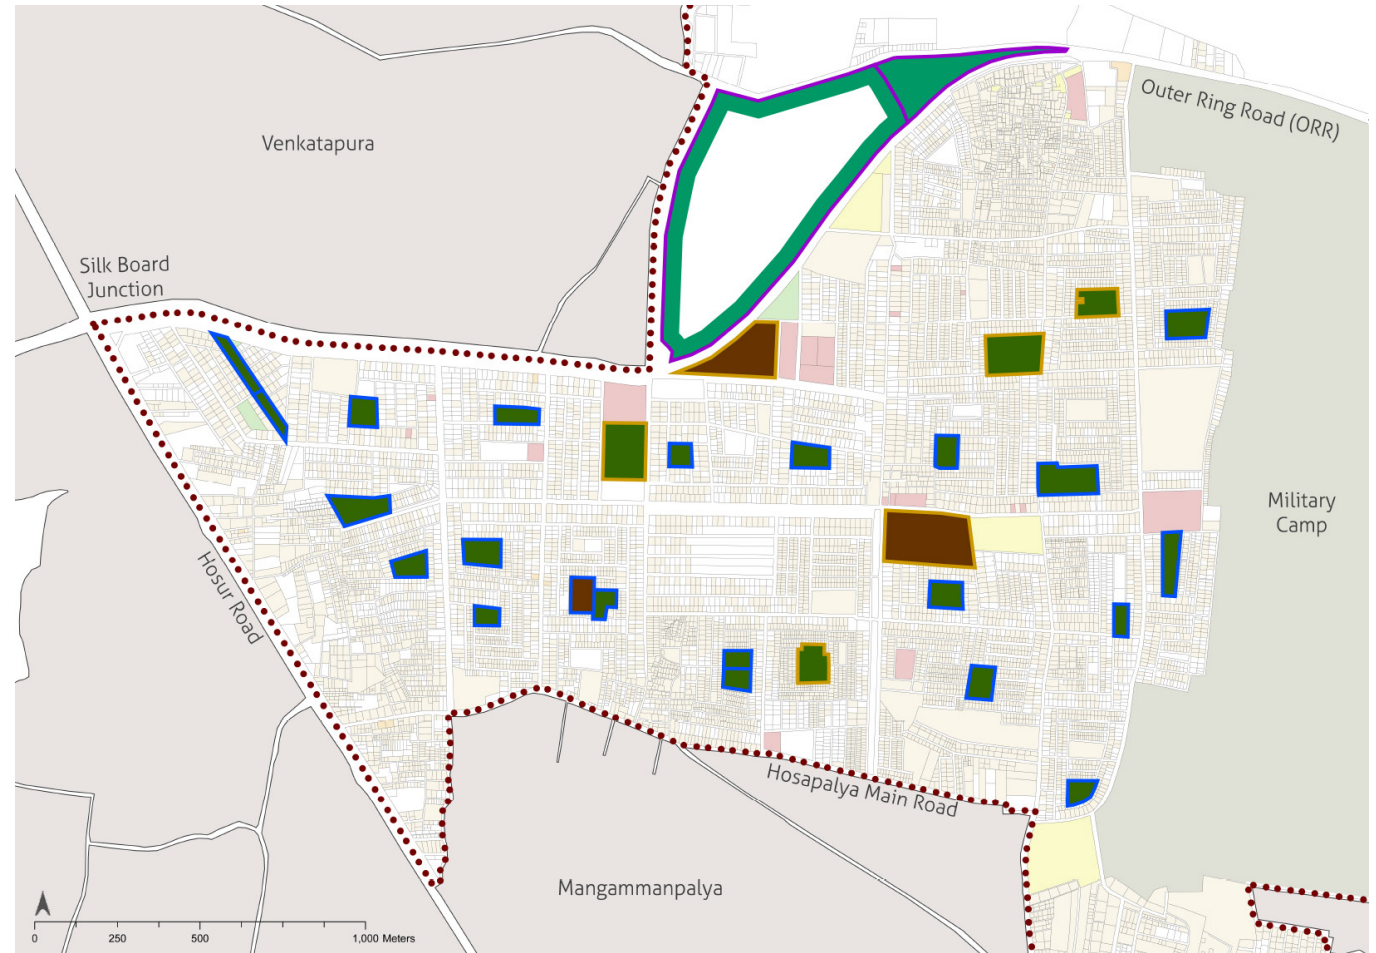 Outer Ring Road (ORR)
Venkatapura
Silk Board
Junction
Military
Camp
Hosur Road
Hosapalya Main Road
Mangammanpalya
0 250 500 1,000 Meters